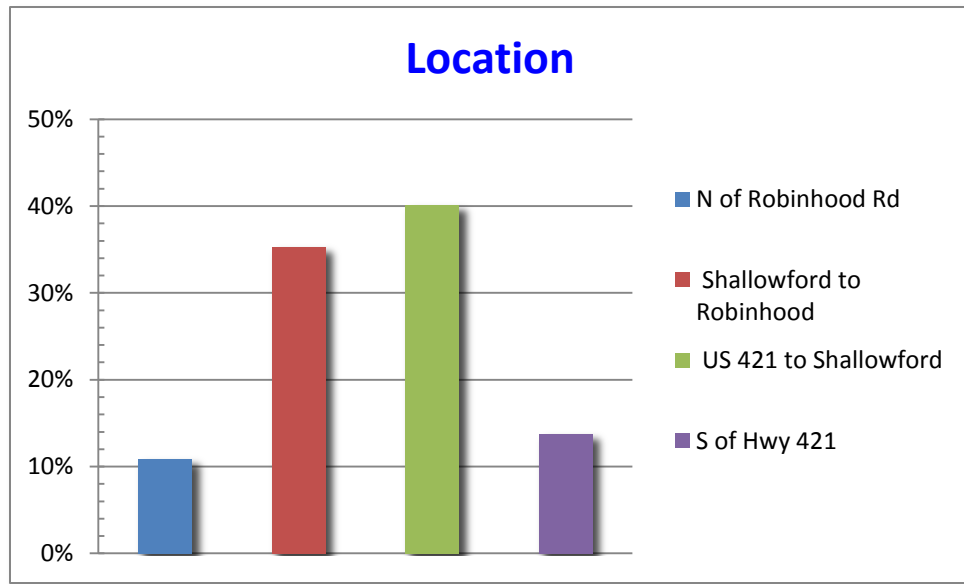 Location
50%
40%
30%
20%
10%
0%
N of Robinhood Rd
Shallowford to
Robinhood
US 421 to Shallowford
S of Hwy 421